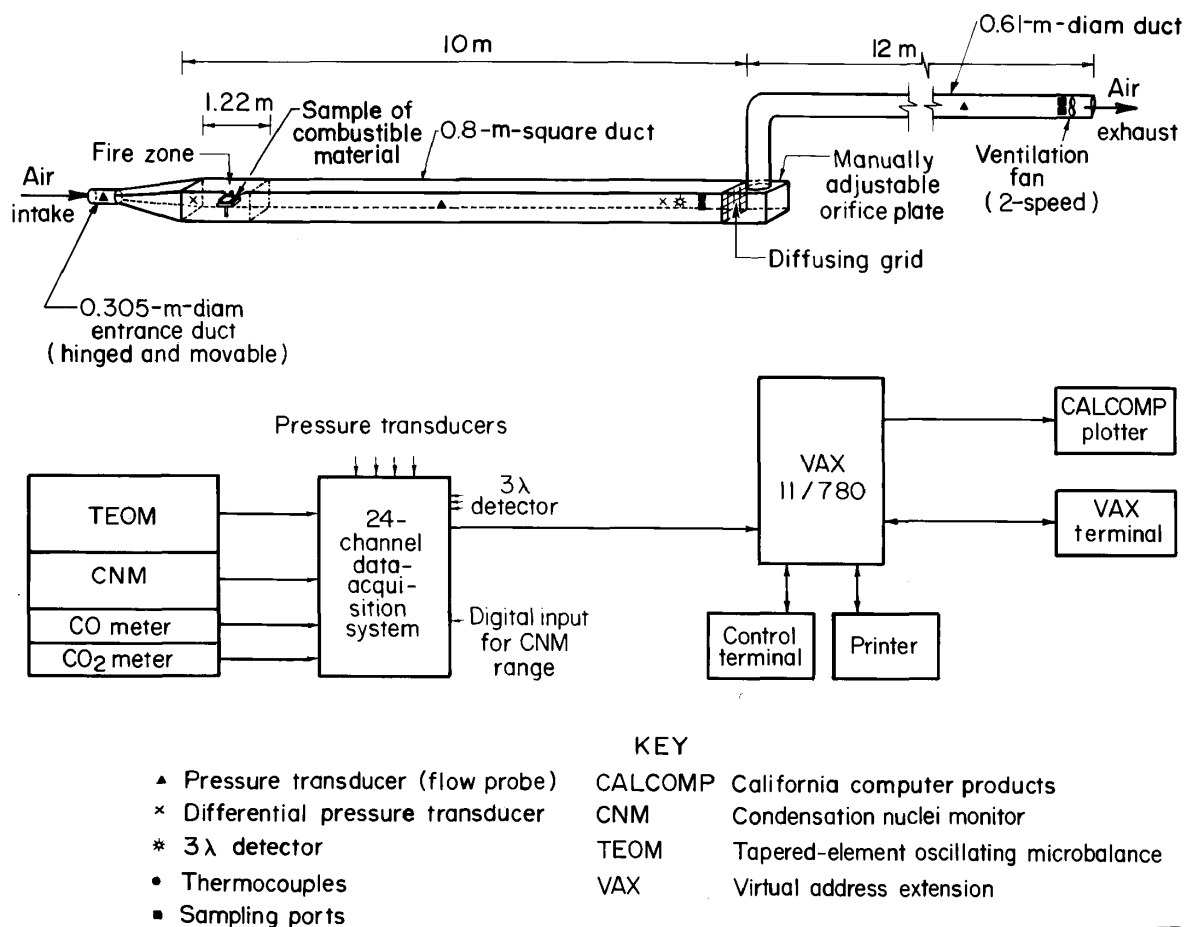 10 m
12 m
0.61-m-diam duct
Air
exhaust
1.22 m
Sample of
combustible
material
0.8-m-square duct
Fire zone
Air
intake
Manually
adjustable
orifice plate
Ventilation
fan
(2-speed)
Diffusing grid
0.305-m-diam
entrance duct
(hinged and movable)
Pressure transducers
TEOM
CNM
CO meter
CO2 meter
24-
channel
data-
acqui-
sition
system
3λ
detector
Digital input
for CNM
range
VAX
11/780
CALCOMP
plotter
VAX
terminal
Control
terminal
Printer
KEY
▲ Pressure transducer (flow probe)
× Differential pressure transducer
☼ 3λ detector
● Thermocouples
■ Sampling ports
CALCOMP California computer products
CNM Condensation nuclei monitor
TEOM Tapered-element oscillating microbalance
VAX Virtual address extension